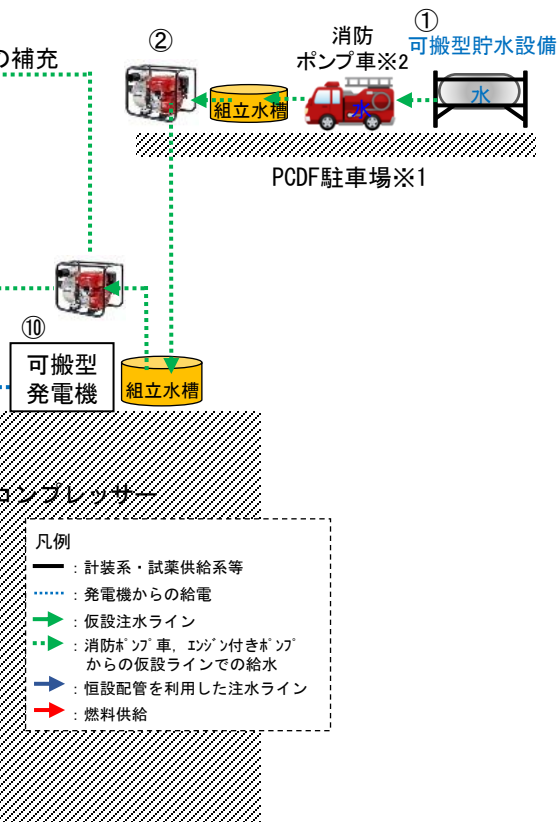 ①
可搬型貯水設備
消防
ポンプ車※2
②
の補充
組立水槽
水
水
PCDF駐車場※1
⑩
可搬型
発電機
組立水槽
コンプレッサー
凡例
：計装系・試薬供給系等
：発電機からの給電
：仮設注水ライン
：消防ﾎﾟﾝﾌﾟ車，ｴﾝｼﾞﾝ付きﾎﾟﾝﾌﾟ
からの仮設ラインでの給水
：恒設配管を利用した注水ライン
：燃料供給